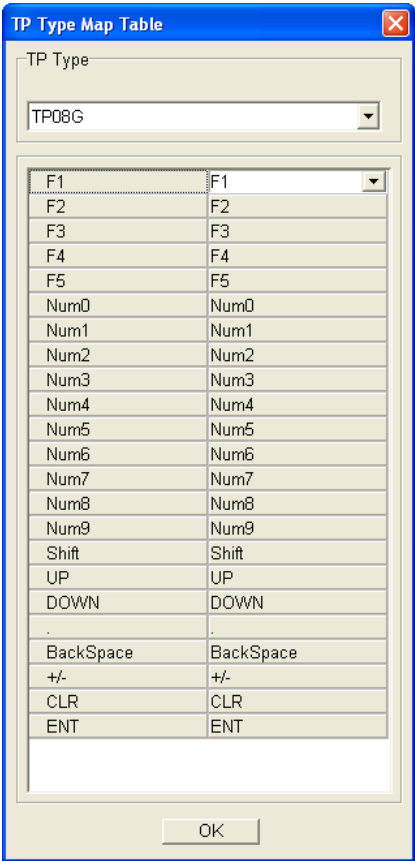 TP Type Map Table
TP Type
TP08G
F1 F1
F2 F2
F3 F3
F4 F4
F5 F5
Num0 Num0
Num1 Num1
Num2 Num2
Num3 Num3
Num4 Num4
Num5 Num5
Num6 Num6
Num7 Num7
Num8 Num8
Num9 Num9
Shift Shift
UP UP
DOWN DOWN
. .
BackSpace BackSpace
+/- +/-
CLR CLR
ENT ENT
OK